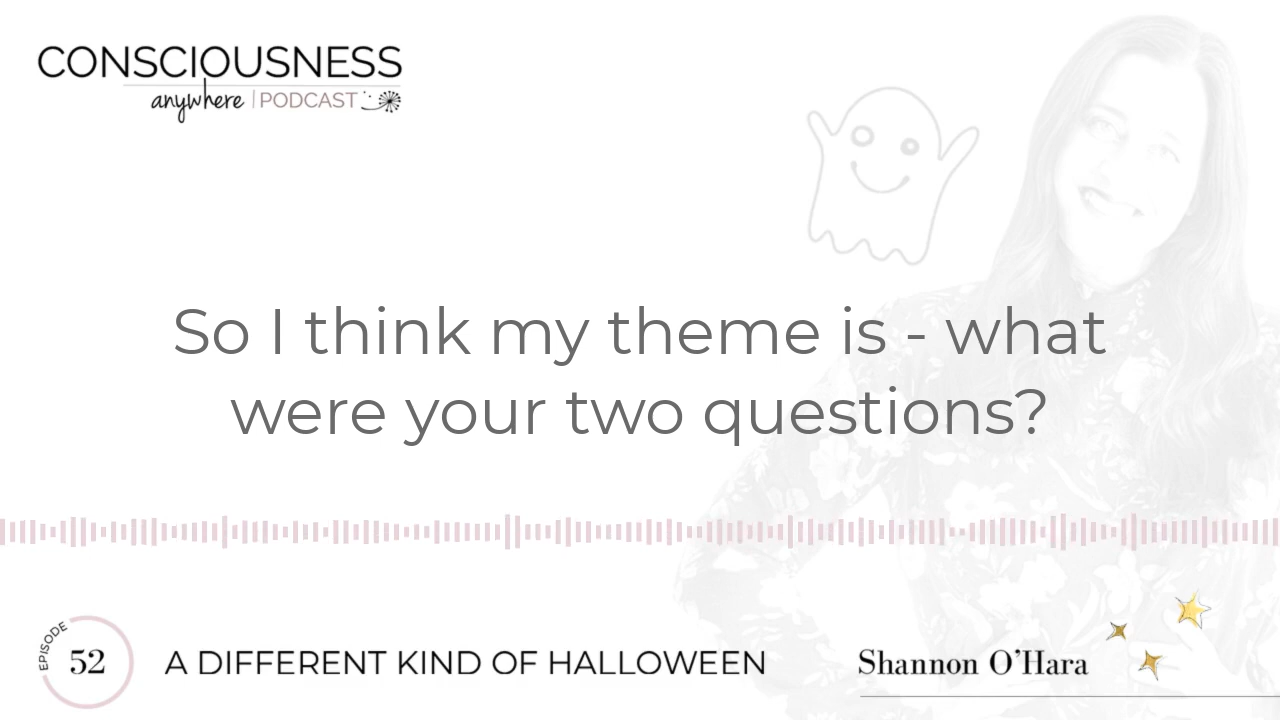 CONSCIOUSNESS
anywhere | PODCAST
So I think my theme is - what
were your two questions?
EPISODE
52
A DIFFERENT KIND OF HALLOWEEN
Shannon O'Hara